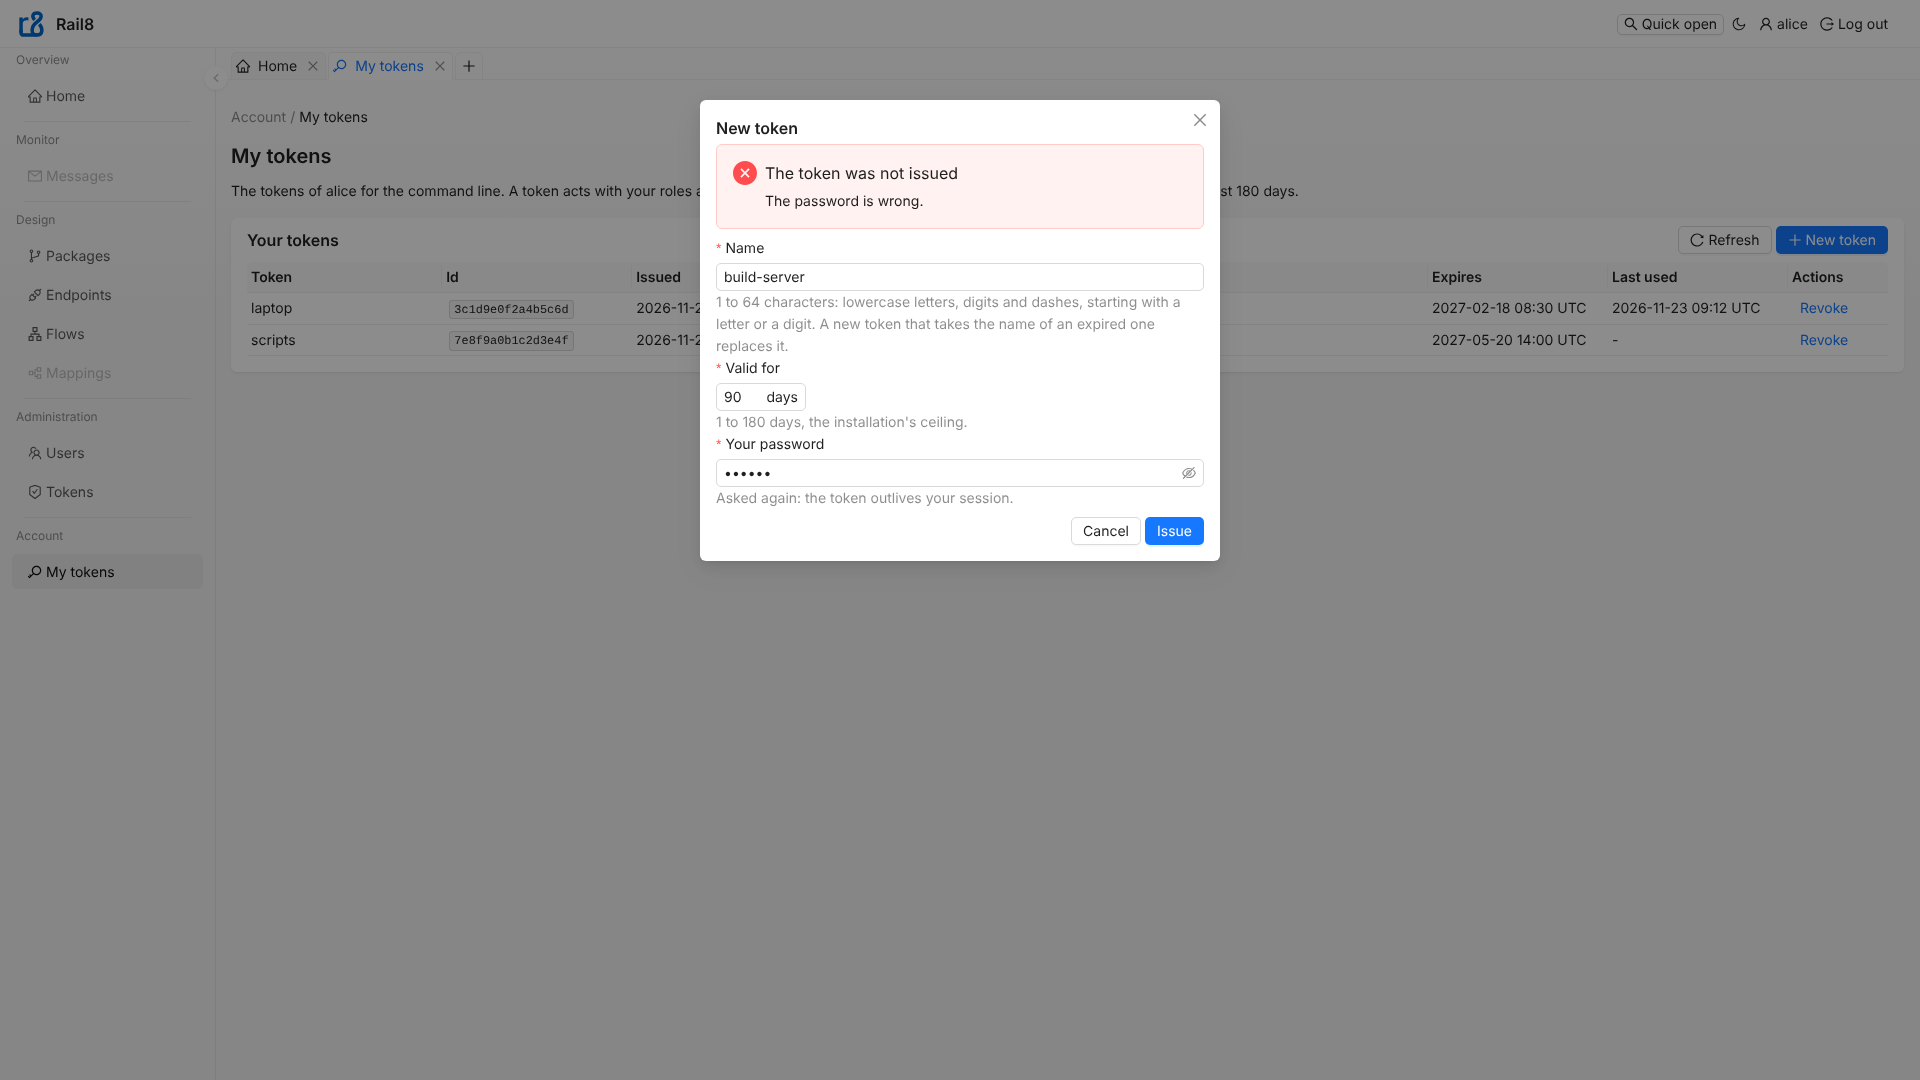 Rail8
Quick open
alice
Log out
Overview
Home
Monitor
Messages
Design
Packages
Endpoints
Flows
Mappings
Administration
Users
Tokens
Account
My tokens
Home
My tokens
Account / My tokens
My tokens
The tokens of alice for the command line. A token acts with your roles
st 180 days.
Your tokens
Refresh
New token
Token Id Issued Expires Last used Actions
laptop 3c1d9e0f2a4b5c6d 2026-11-2 2027-02-18 08:30 UTC 2026-11-23 09:12 UTC Revoke
scripts 7e8f9a0b1c2d3e4f 2026-11-2 2027-05-20 14:00 UTC - Revoke
New token
The token was not issued
The password is wrong.
* Name
build-server
1 to 64 characters: lowercase letters, digits and dashes, starting with a
letter or a digit. A new token that takes the name of an expired one
replaces it.
* Valid for
90 days
1 to 180 days, the installation's ceiling.
* Your password
••••••
Asked again: the token outlives your session.
Cancel
Issue